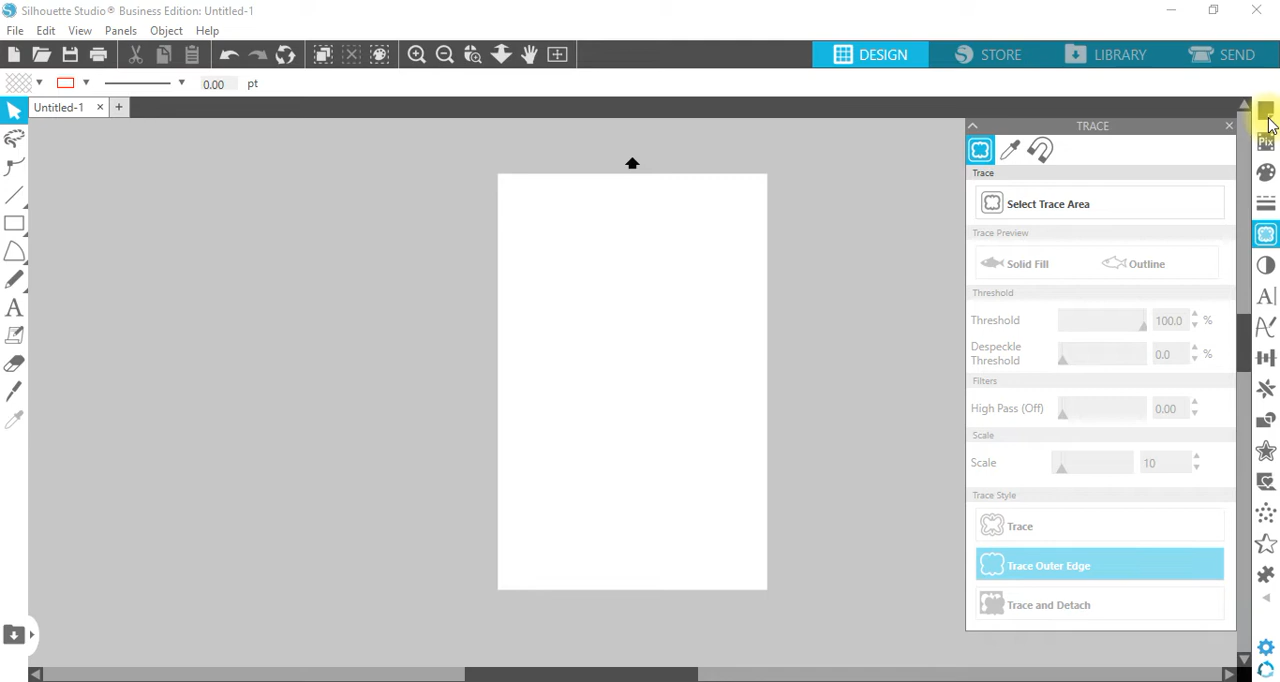 Silhouette Studio® Business Edition: Untitled-1
File Edit View Panels Object Help
DESIGN STORE LIBRARY SEND
0.00 pt
Untitled-1
TRACE
Pix
Trace
Select Trace Area
Trace Preview
Solid Fill Outline
Threshold
Threshold 100.0 %
Despeckle
Threshold 0.0 %
Filters
High Pass (Off) 0.00
Scale
Scale 10
Trace Style
Trace
Trace Outer Edge
Trace and Detach